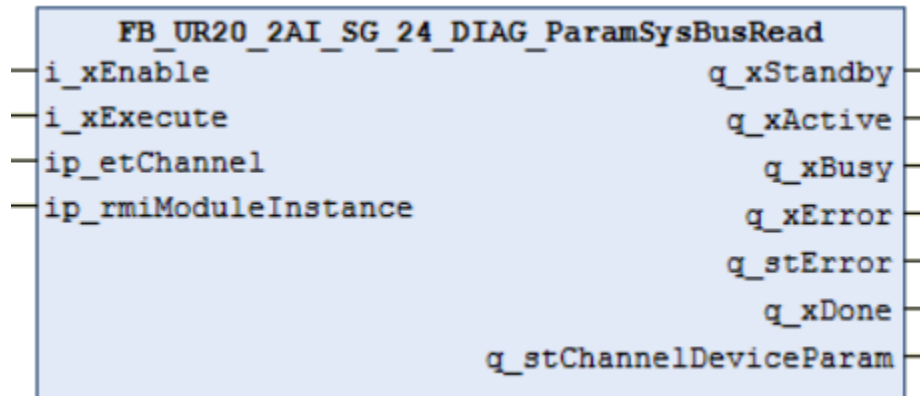 FB_UR20_2AI_SG_24_DIAG_ParamSysBusRead
i_xEnable q_xStandby
i_xExecute q_xActive
ip_etChannel q_xBusy
ip_rmiModuleInstance q_xError
q_stError
q_xDone
q_stChannelDeviceParam